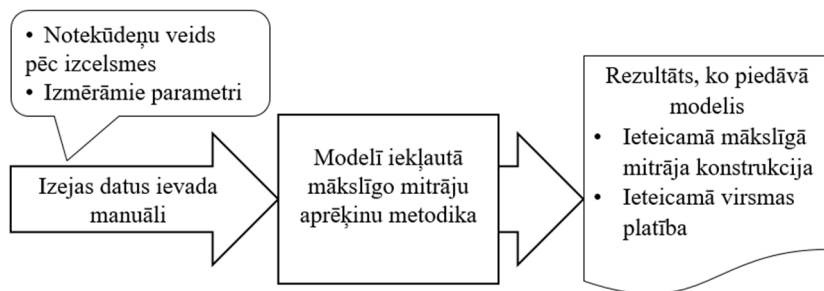 • Notekūdeņu veids
pēc izcelsmes
• Izmērāmie parametri
Izejas datus ievada
manuāli
Modelī iekļautā
mākslīgo mitrāju
aprēķinu metodika
Rezultāts, ko piedāvā
modelis
• Ieteicamā mākslīgā
mitrāja konstrukcija
• Ieteicamā virsmas
platība